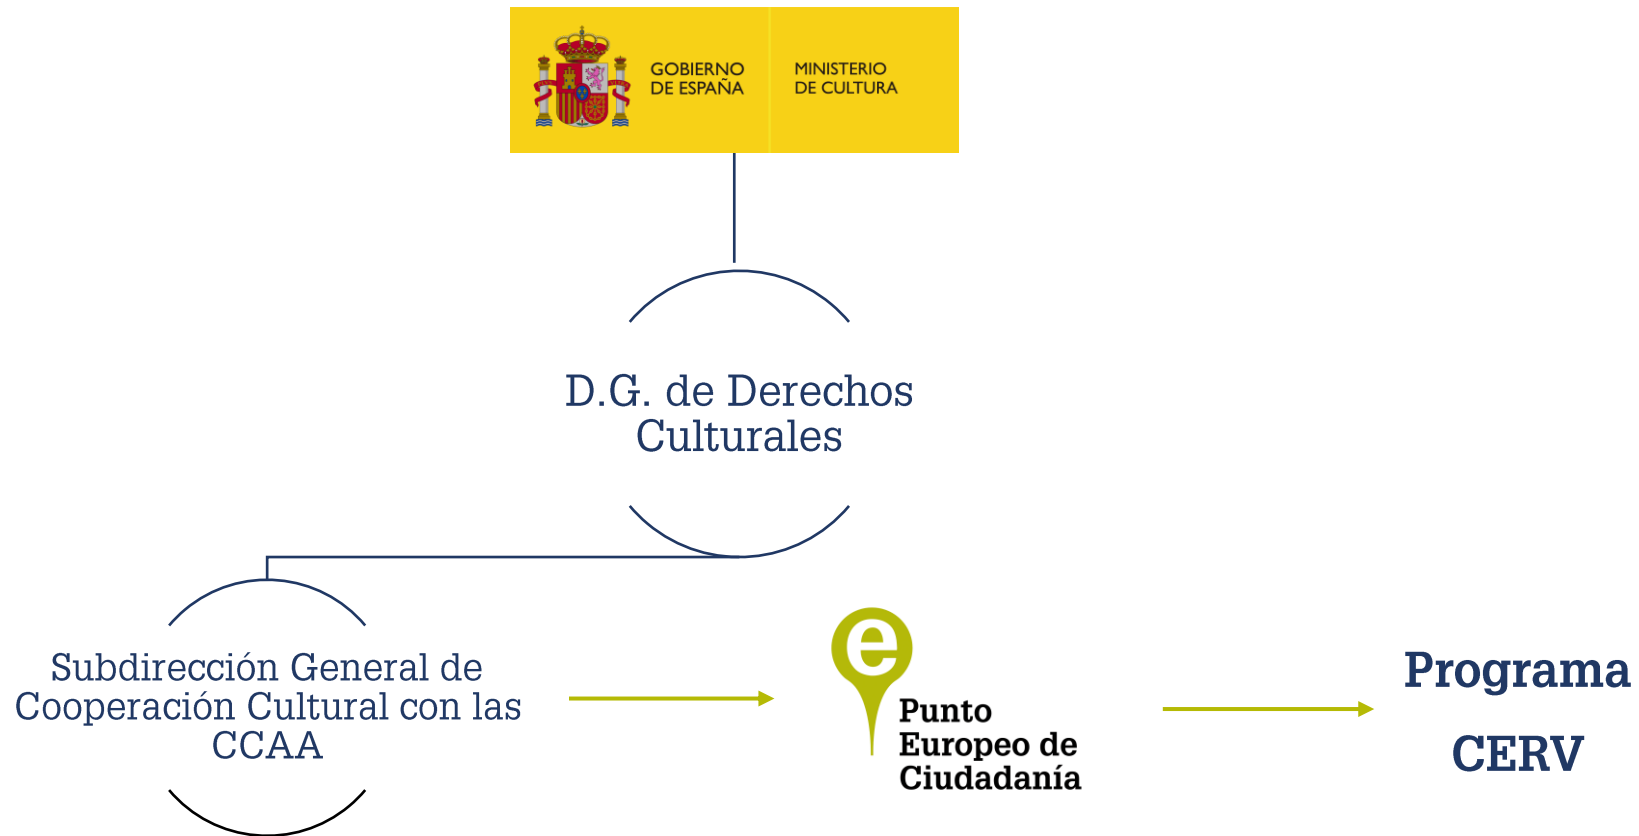 GOBIERNO
DE ESPAÑA
MINISTERIO
DE CULTURA
D.G. de Derechos
Culturales
Subdirección General de
Cooperación Cultural con las
CCAA
e
Punto
Europeo de
Ciudadanía
Programa
CERV